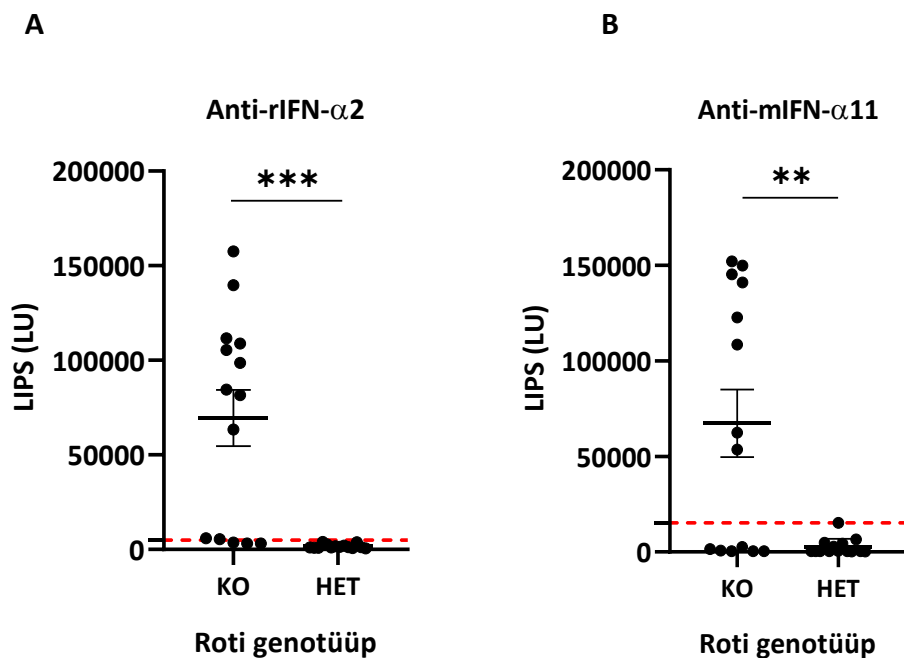 A
Anti-rIFN-α2
200000
***
150000
100000
50000
0
LIPS (LU)
KO HET
Roti genotüüp
B
Anti-mIFN-α11
200000
**
150000
100000
50000
0
LIPS (LU)
KO HET
Roti genotüüp